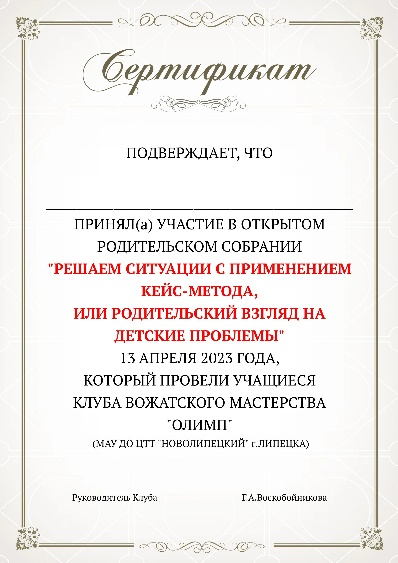 Сертификат
ПОДВЕРЖДАЕТ, ЧТО
ПРИНЯЛ(а) УЧАСТИЕ В ОТКРЫТОМ
РОДИТЕЛЬСКОМ СОБРАНИИ
"РЕШАЕМ СИТУАЦИИ С ПРИМЕНЕНИЕМ
КЕЙС-МЕТОДА,
ИЛИ РОДИТЕЛЬСКИЙ ВЗГЛЯД НА
ДЕТСКИЕ ПРОБЛЕМЫ"
13 АПРЕЛЯ 2023 ГОДА,
КОТОРЫЙ ПРОВЕЛИ УЧАЩИЕСЯ
КЛУБА ВОЖАТСКОГО МАСТЕРСТВА
"ОЛИМП"
(МАУ ДО ЦТТ "НОВОЛИПЕЦКИЙ" г.ЛИПЕЦКА)
Руководитель Клуба Г.А.Воскобойникова